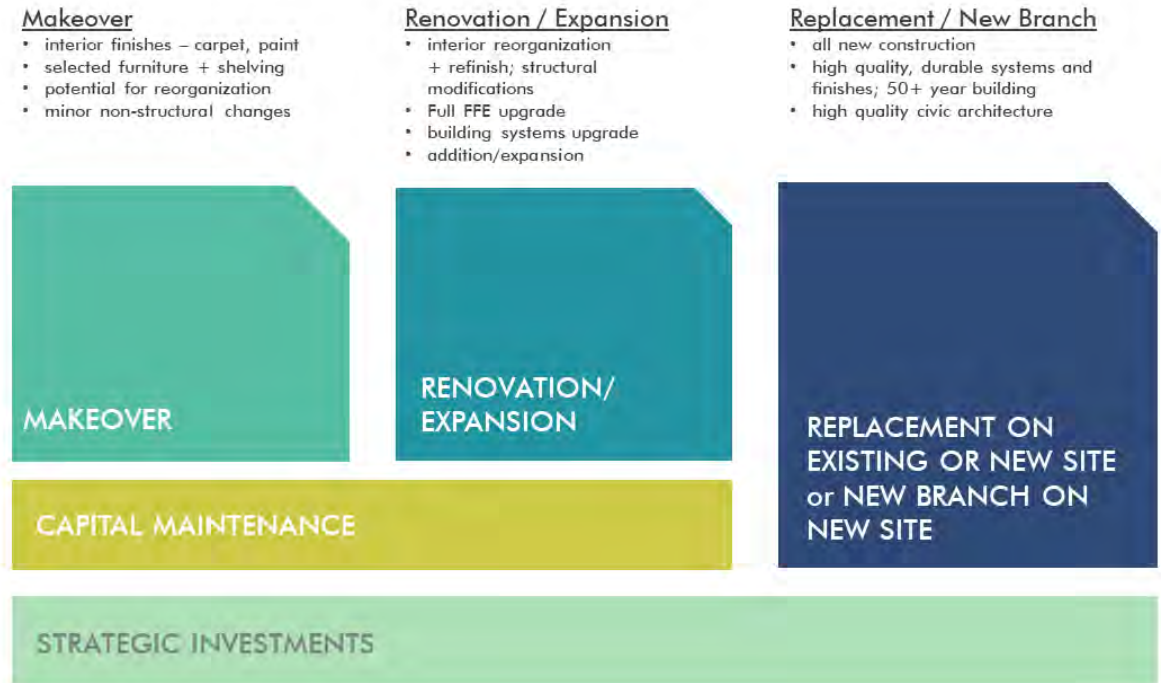 Makeover
• interior finishes – carpet, paint
• selected furniture + shelving
• potential for reorganization
• minor non-structural changes
Renovation / Expansion
• interior reorganization
+ refinish; structural
modifications
• Full FFE upgrade
• building systems upgrade
• addition/expansion
Replacement / New Branch
• all new construction
• high quality, durable systems and
finishes; 50+ year building
• high quality civic architecture
MAKEOVER
RENOVATION/
EXPANSION
REPLACEMENT ON
EXISTING OR NEW SITE
or NEW BRANCH ON
NEW SITE
CAPITAL MAINTENANCE
STRATEGIC INVESTMENTS